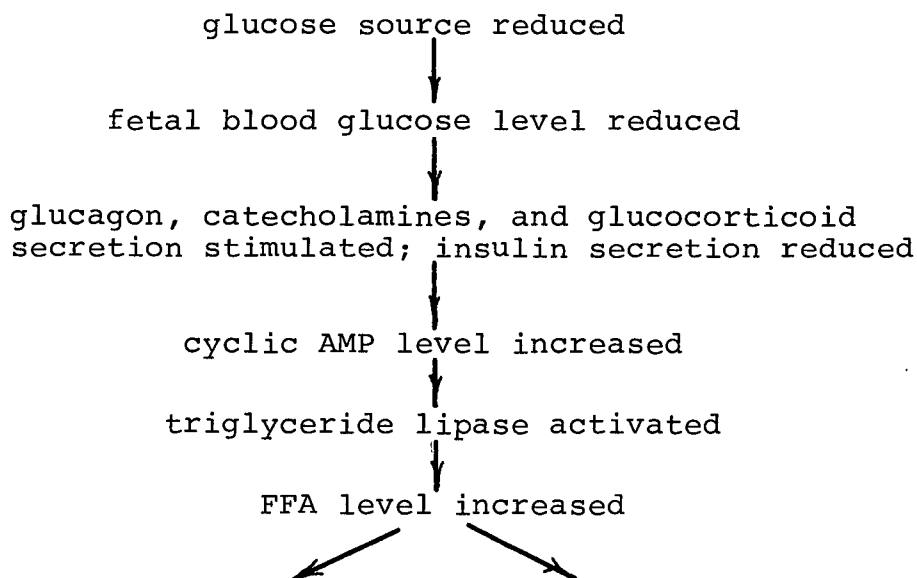 glucose source reduced
fetal blood glucose level reduced
glucagon, catecholamines, and glucocorticoid
secretion stimulated; insulin secretion reduced
cyclic AMP level increased
triglyceride lipase activated
FFA level increased